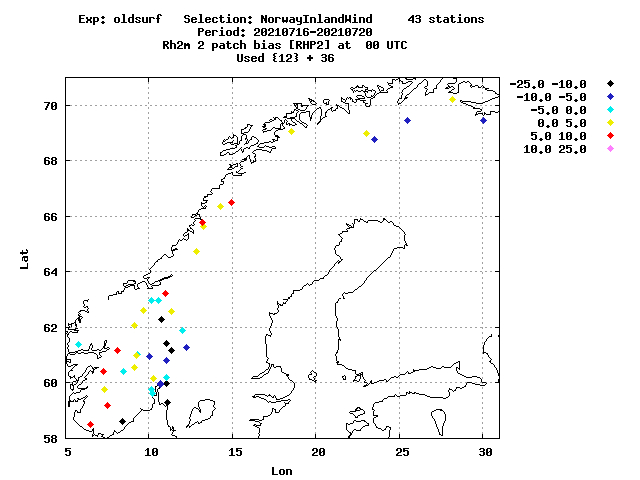 Exp: oldsurf   Selection: NorwayInlandWind     43 stations
Period: 20210716-20210720
Rh2m 2 patch bias [RHP2] at  00 UTC
Used {12} + 36
-25.0 -10.0
-10.0 -5.0
-5.0 0.0
0.0 5.0
5.0 10.0
10.0 25.0
70
68
66
64
62
60
58
Lat
5 10 15 20 25 30
Lon